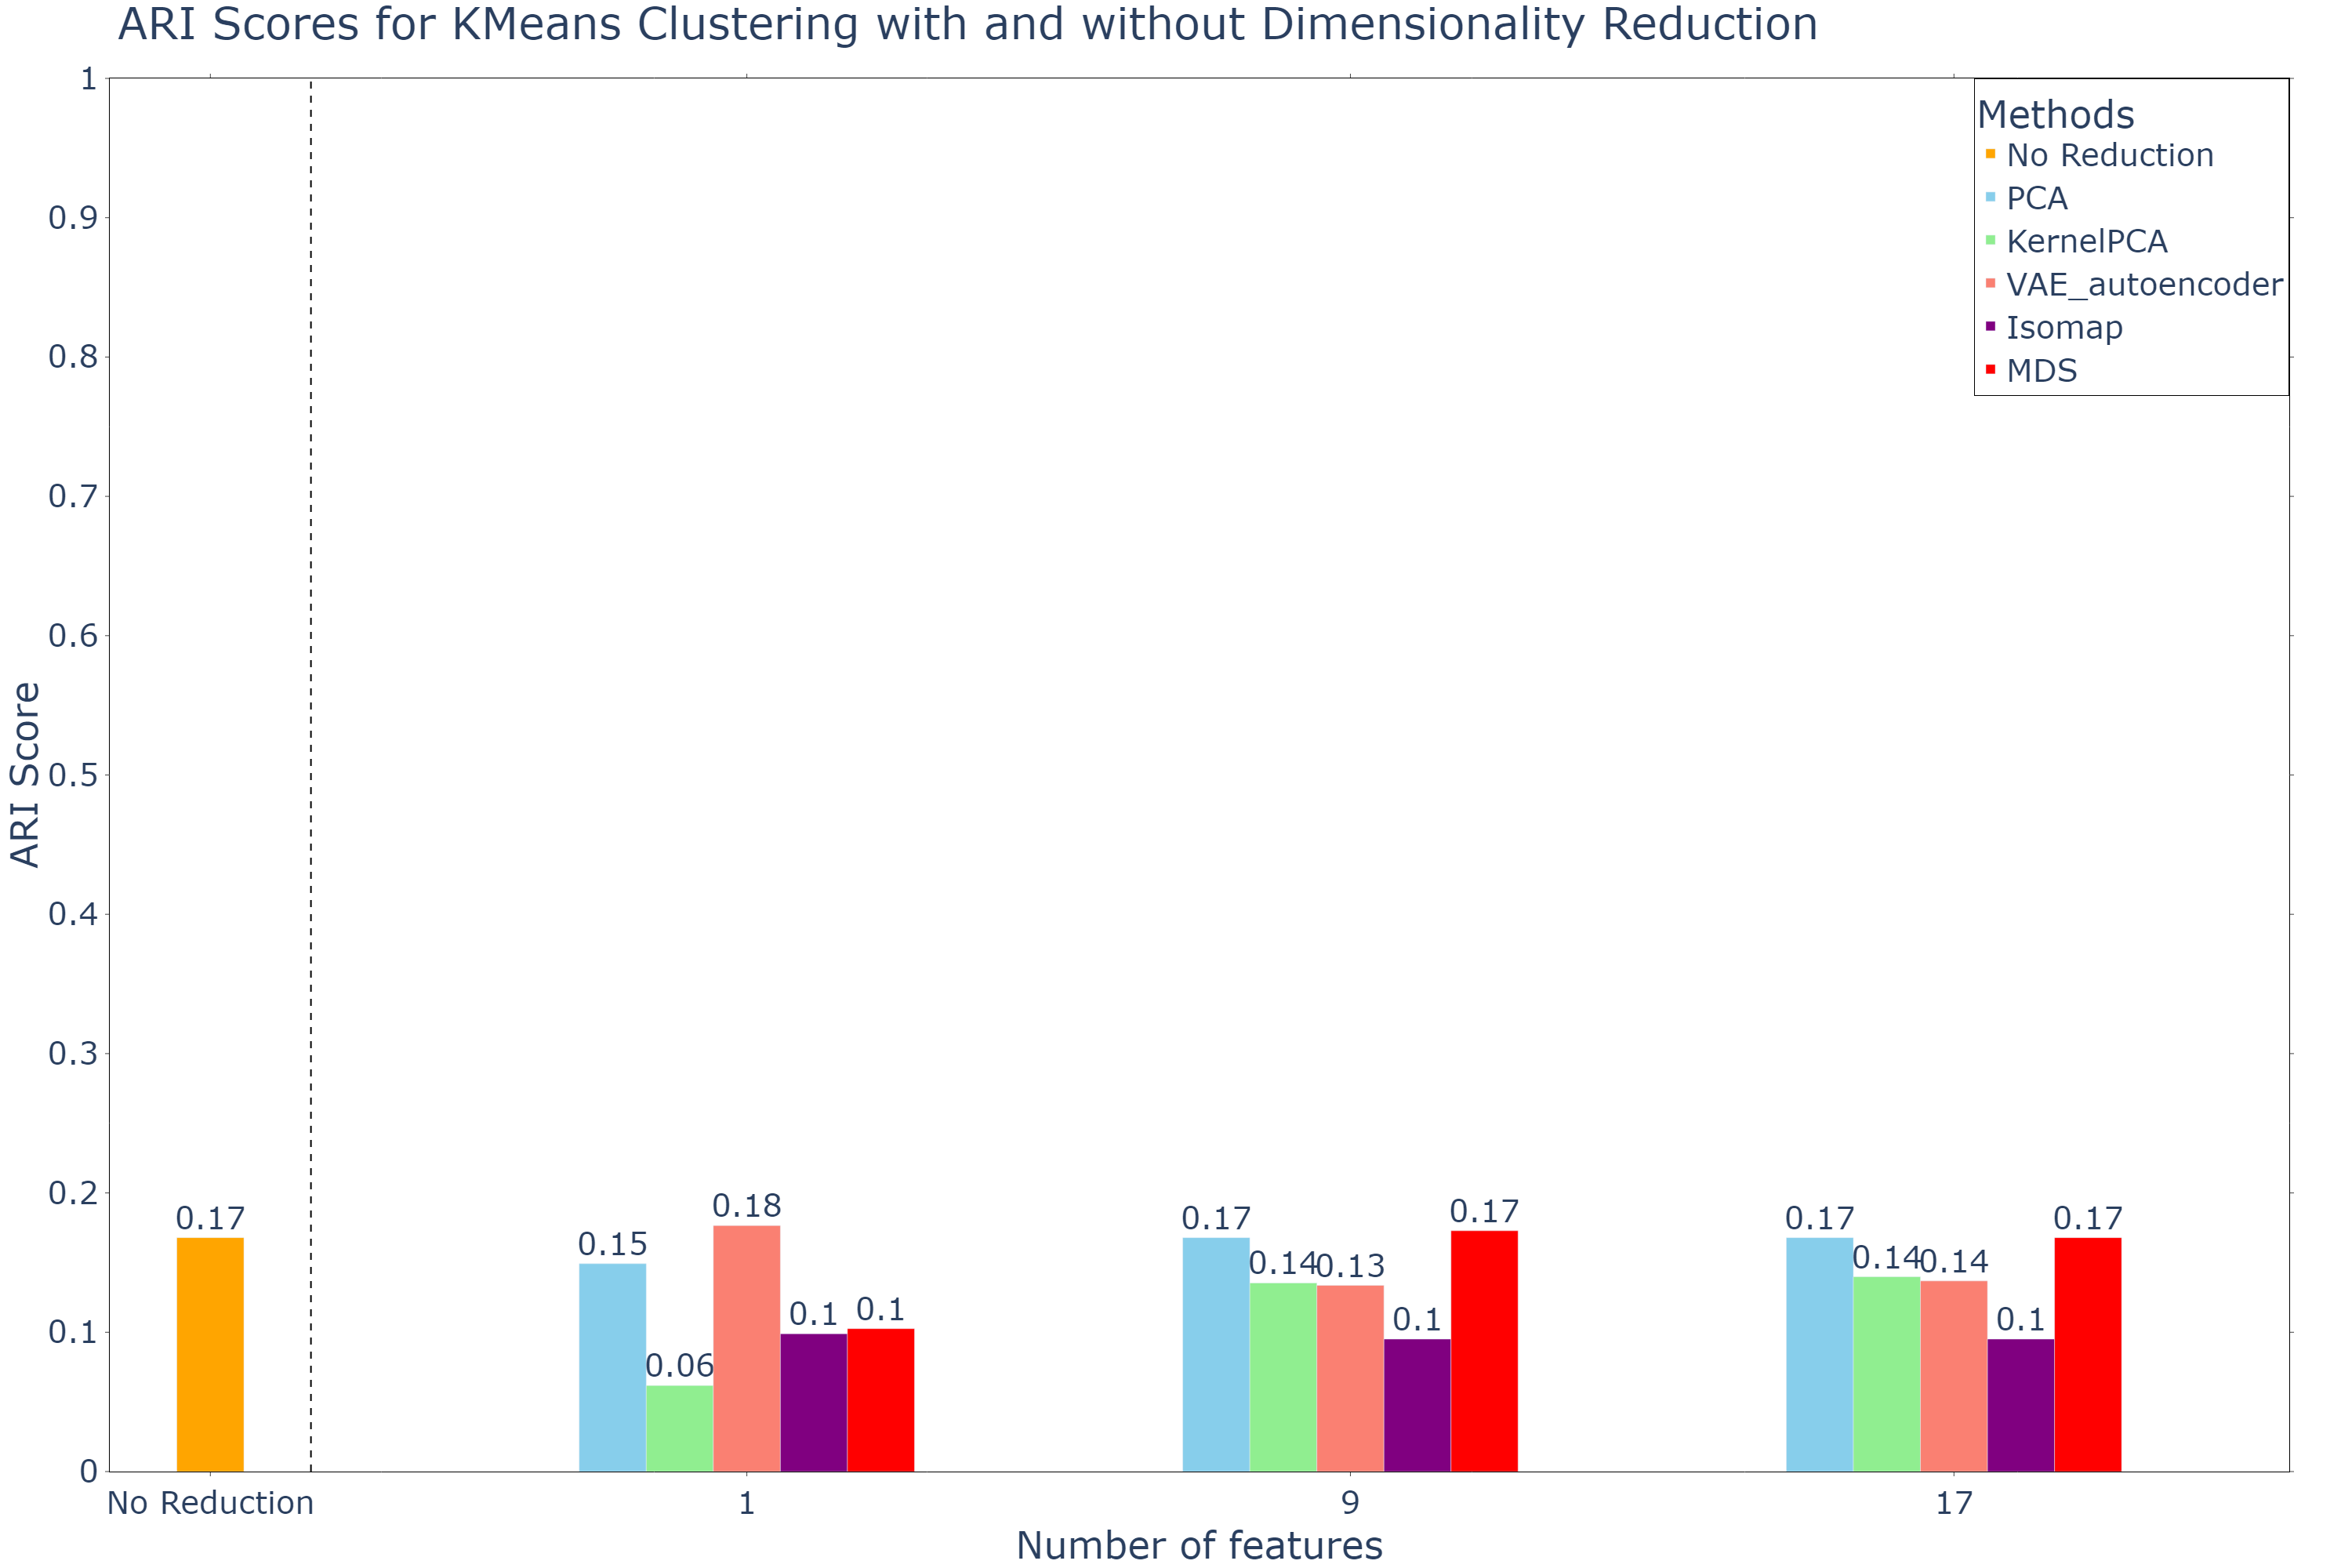 ARI Scores for KMeans Clustering with and without Dimensionality Reduction
1
0.9
0.8
0.7
0.6
0.5
0.4
0.3
0.2
0.1
0
ARI Score
Methods
No Reduction
PCA
KernelPCA
VAE_autoencoder
Isomap
MDS
0.17
0.15
0.06
0.18
0.1
0.1
0.17
0.14
0.13
0.1
0.17
0.17
0.14
0.14
0.1
0.17
No Reduction
1
9
17
Number of features